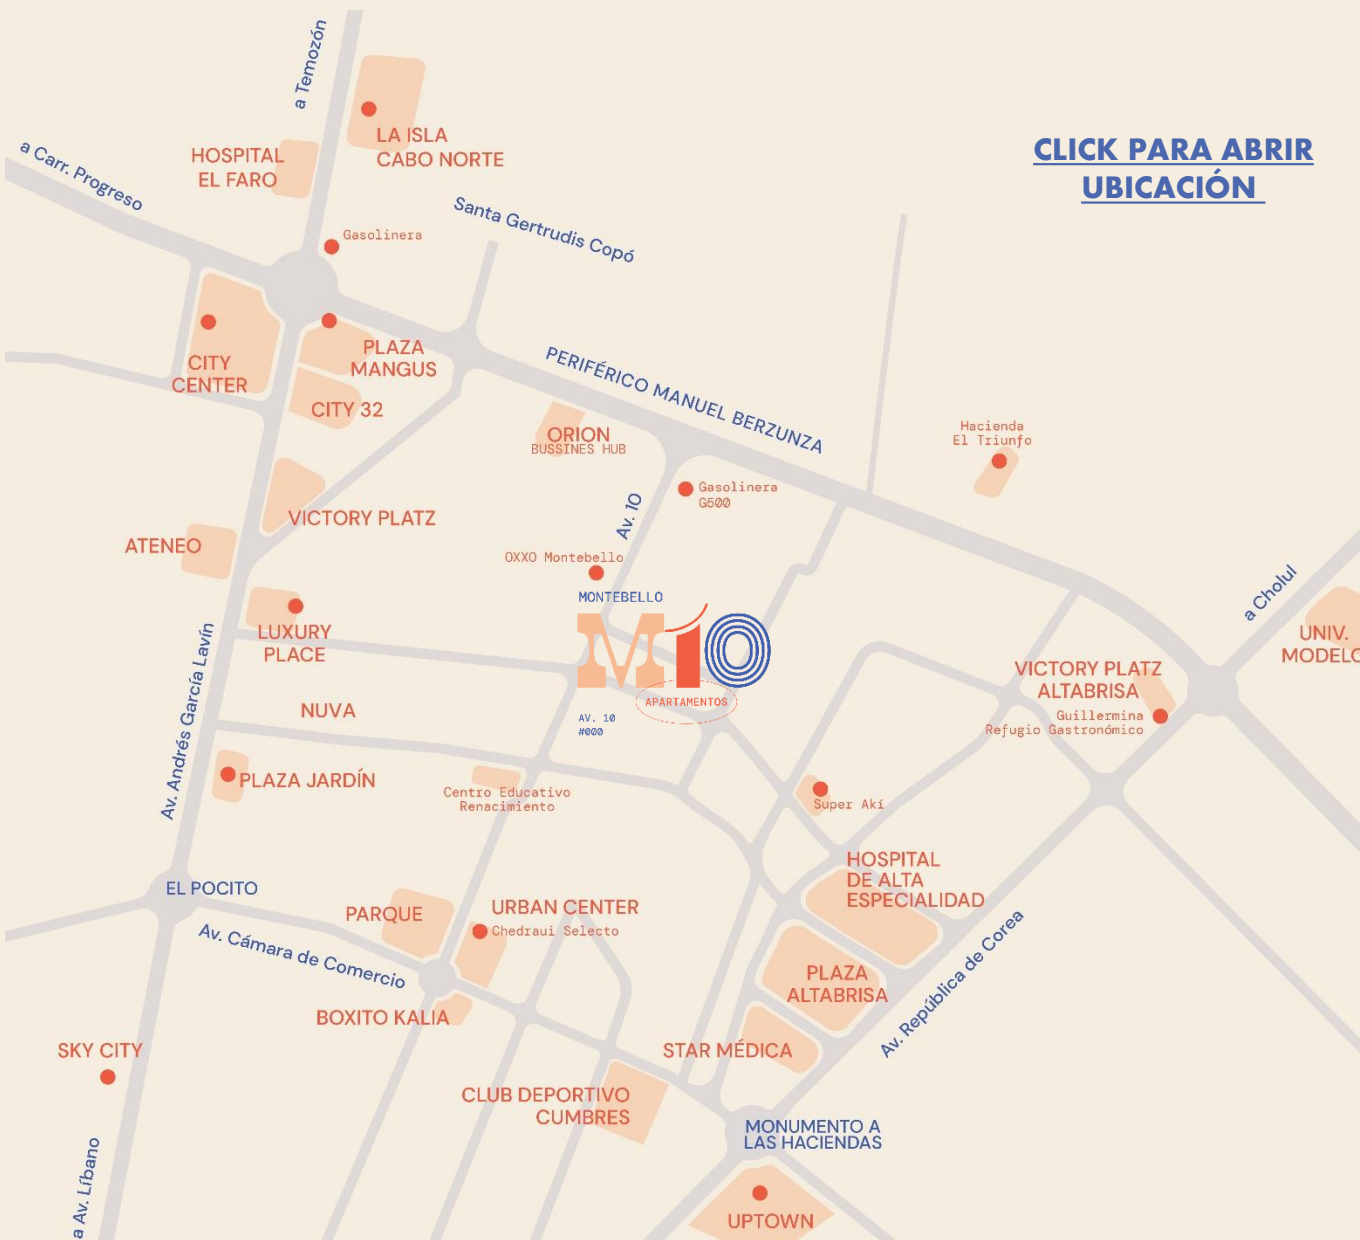 a Temozón
LA ISLA
CABO NORTE
HOSPITAL
EL FARO
a Carr. Progreso
CLICK PARA ABRIR
UBICACIÓN
Santa Gertrudis Copó
Gasolinera
CITY
CENTER
PLAZA
MANGUS
CITY 32
PERIFÉRICO MANUEL BERZUNZA
ORION
BUSSINES HUB
Hacienda
El Triunfo
Gasolinera
G500
Av. 10
VICTORY PLATZ
ATENEO
OXXO Montebello
MONTEBELLO
M10
APARTAMENTOS
AV. 10
#000
a Cholul
UNIV.
MODELO
LUXURY
PLACE
VICTORY PLATZ
ALTABRISA
Guillermina
Refugio Gastronómico
Av. Andrés García Lavín
NUVA
PLAZA JARDÍN
Centro Educativo
Renacimiento
Super Akí
HOSPITAL
DE ALTA
ESPECIALIDAD
EL POCITO
PARQUE
URBAN CENTER
Chedraui Selecto
Av. Cámara de Comercio
PLAZA
ALTABRISA
Av. República de Corea
BOXITO KALIA
SKY CITY
STAR MÉDICA
CLUB DEPORTIVO
CUMBRES
MONUMENTO A
LAS HACIENDAS
a Av. Líbano
UPTOWN